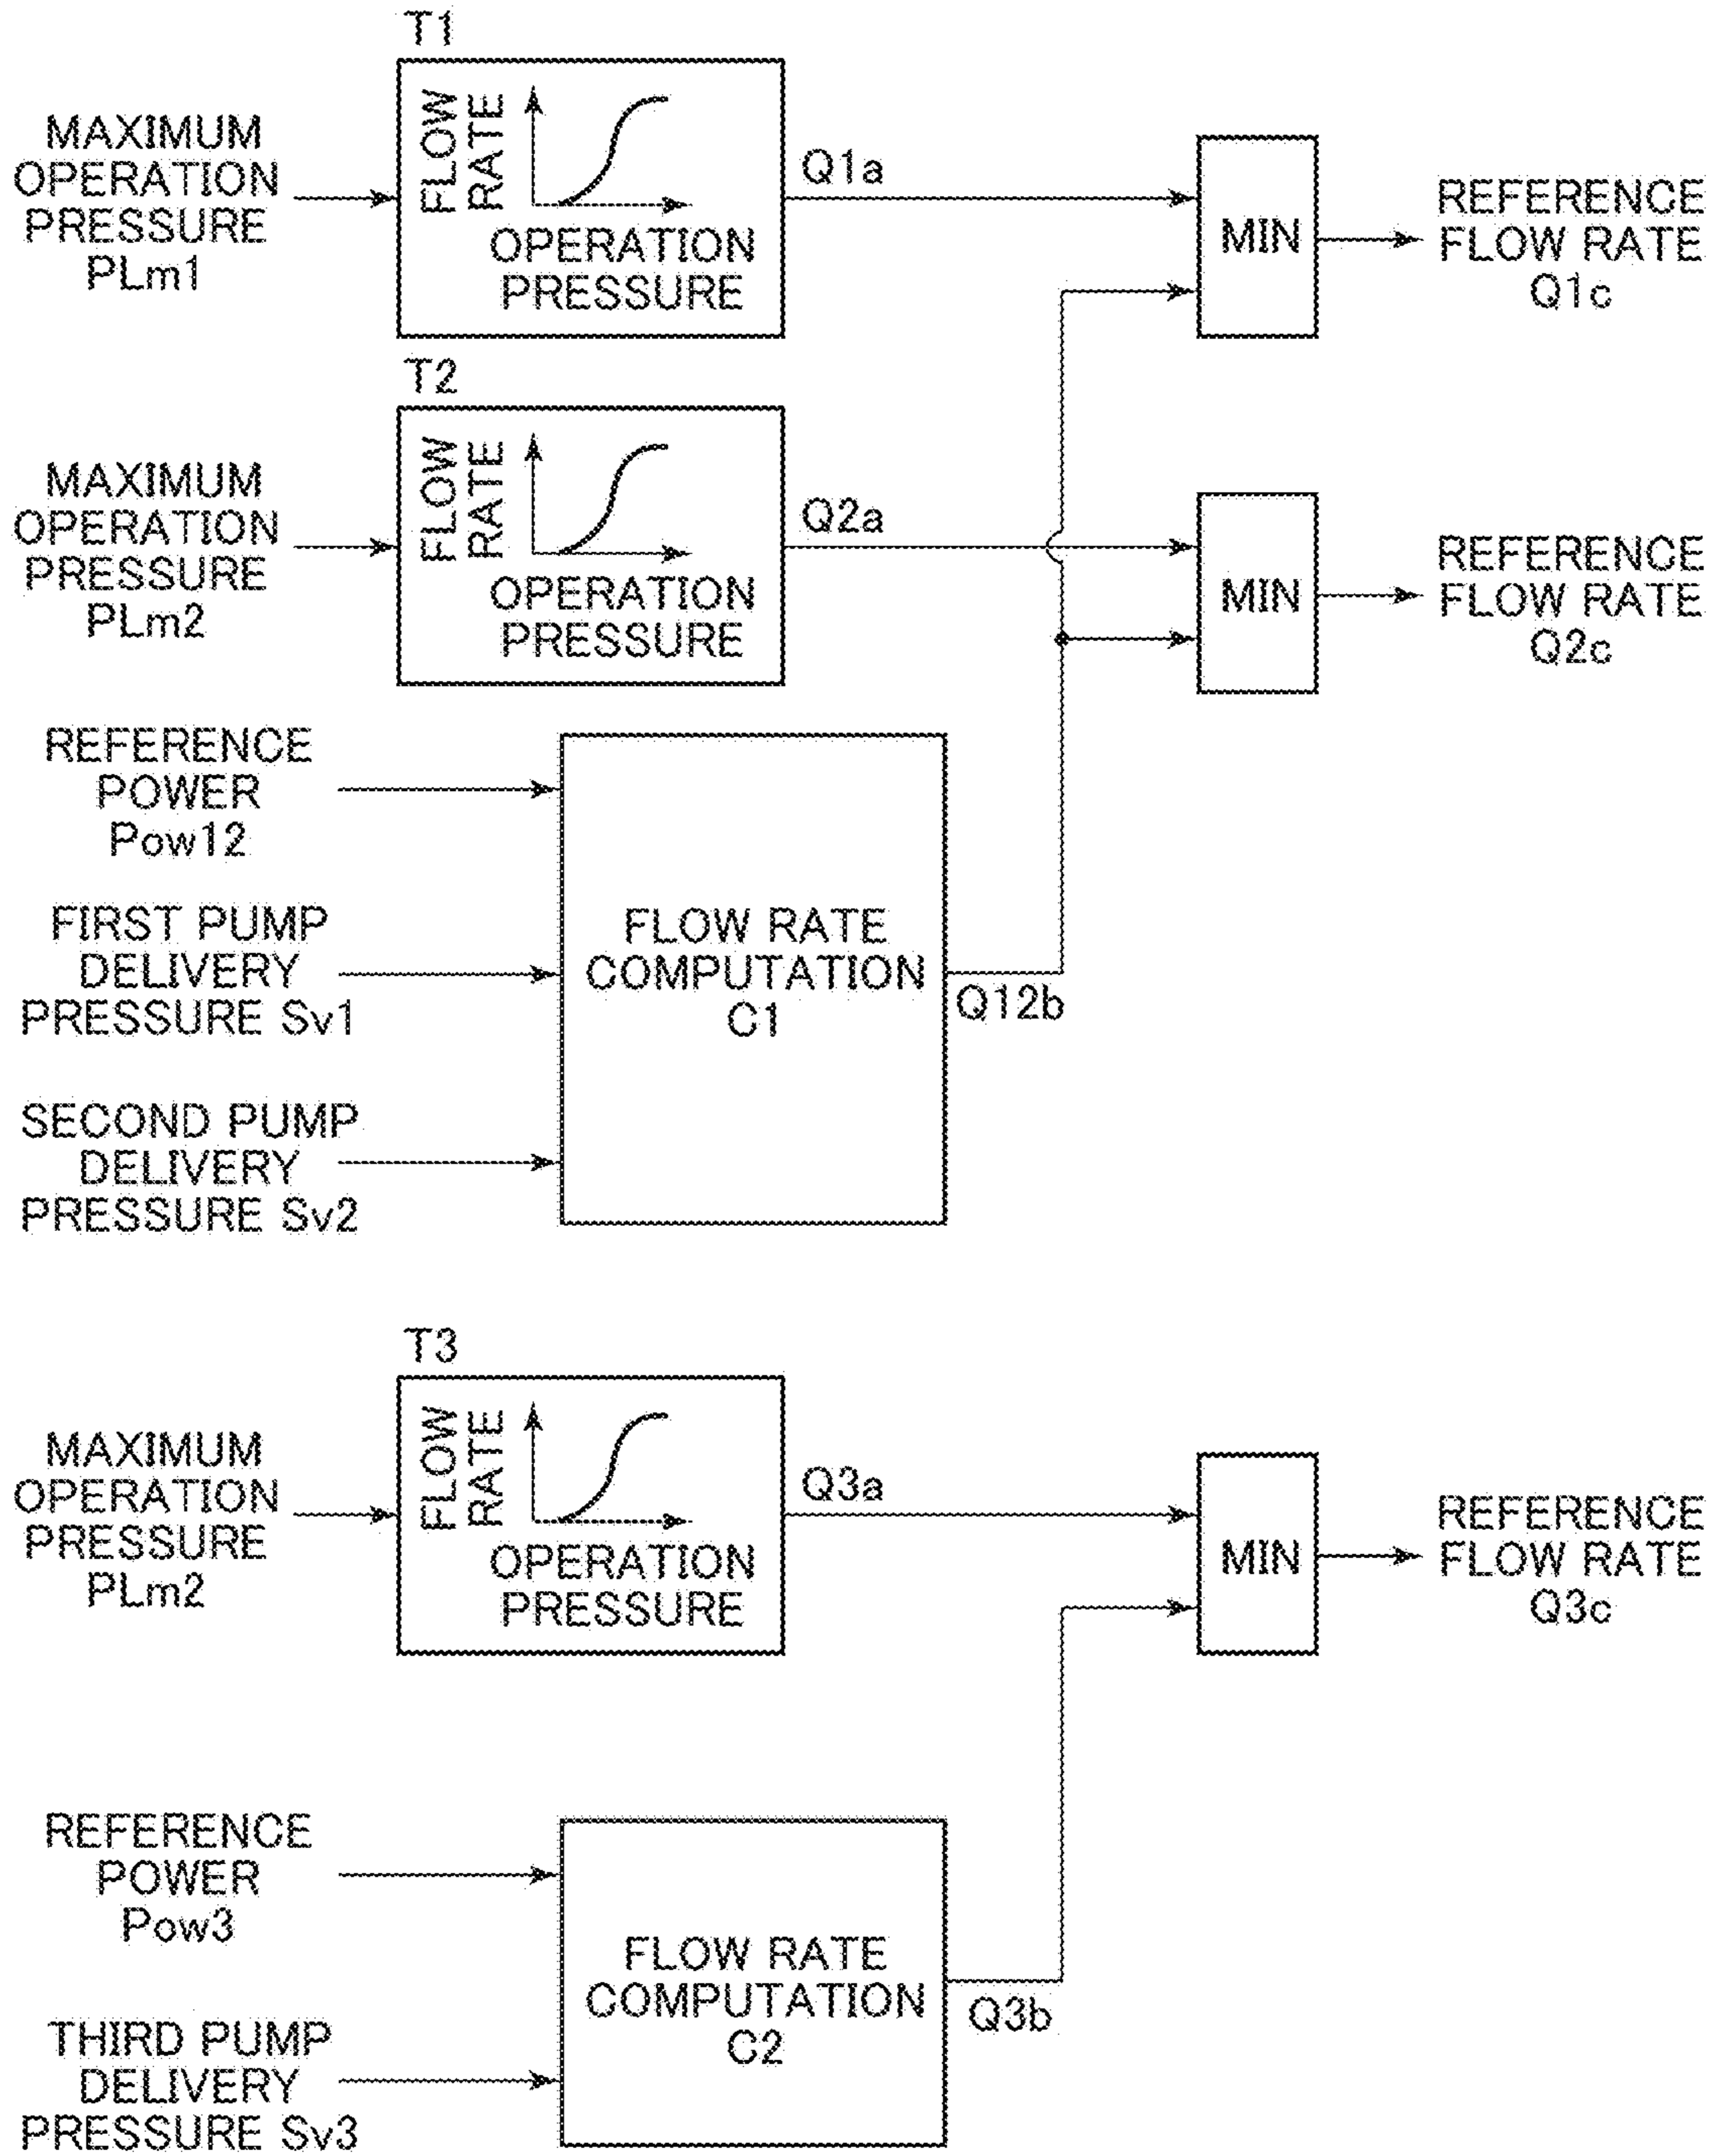 T1
MAXIMUM
OPERATION
PRESSURE
PLm1
FLOW
RATE
OPERATION
PRESSURE
Q1a
MIN
REFERENCE
FLOW RATE
Q1c
T2
MAXIMUM
OPERATION
PRESSURE
PLm2
FLOW
RATE
OPERATION
PRESSURE
Q2a
MIN
REFERENCE
FLOW RATE
Q2c
REFERENCE
POWER
Pow12
FIRST PUMP
DELIVERY
PRESSURE Sv1
SECOND PUMP
DELIVERY
PRESSURE Sv2
FLOW RATE
COMPUTATION
C1
Q12b
T3
MAXIMUM
OPERATION
PRESSURE
PLm2
FLOW
RATE
OPERATION
PRESSURE
Q3a
MIN
REFERENCE
FLOW RATE
Q3c
REFERENCE
POWER
Pow3
THIRD PUMP
DELIVERY
PRESSURE Sv3
FLOW RATE
COMPUTATION
C2
Q3b